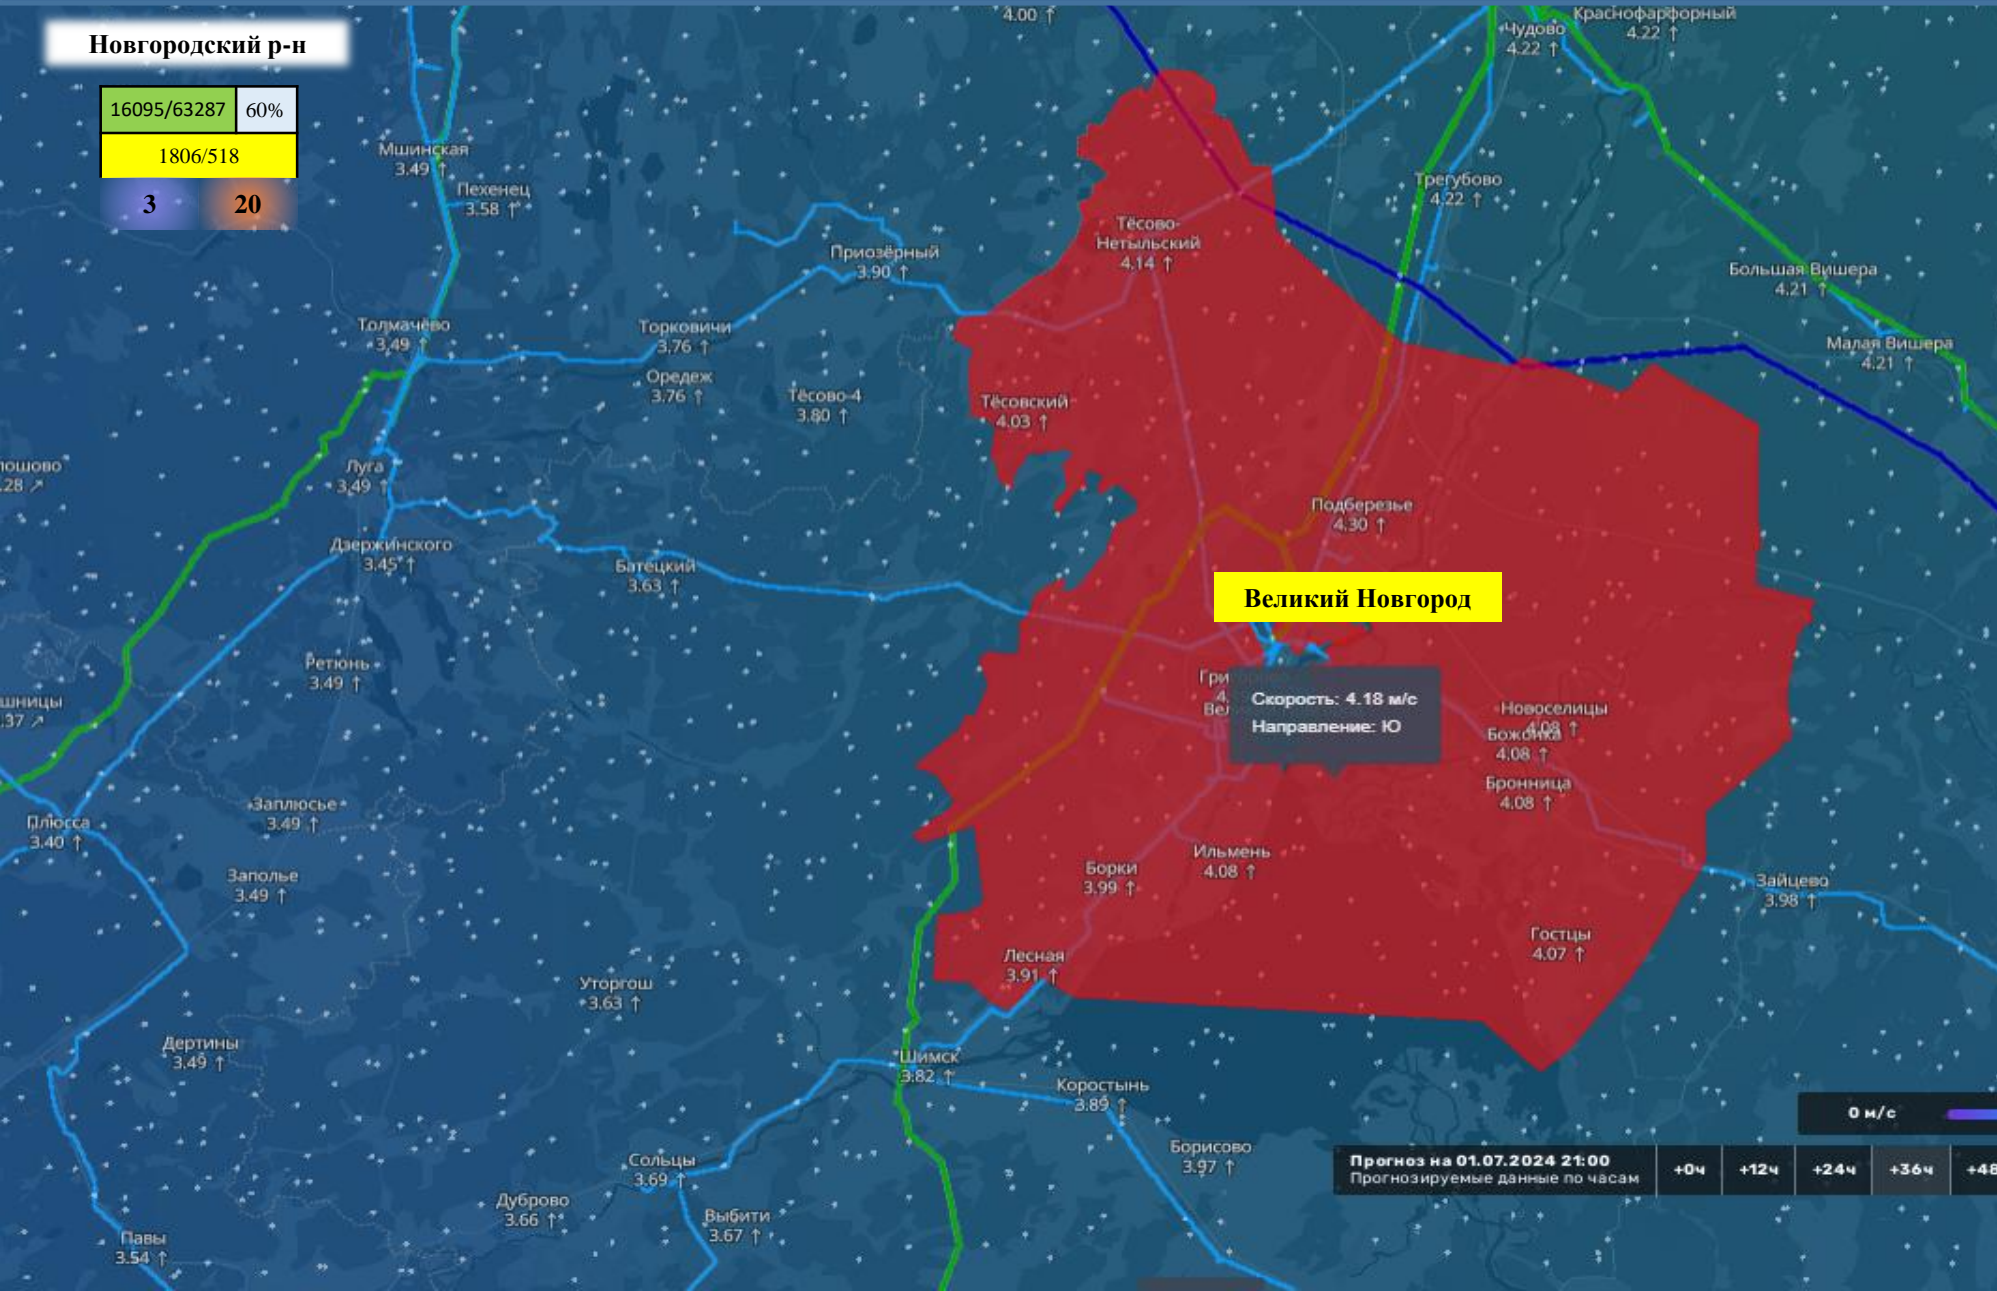 4.00 ↑
Краснофарфорный
4.22 ↑
Чудово
4.22 ↑
Новгородский р-н
16095/63287 60%
1806/518
3 20
Мшинская
3.49 ↑
Пехенец
3.58 ↑
Трегубово
4.22 ↑
Тёсово-
Нетыльский
4.14 ↑
Приозёрный
3.90 ↑
Большая Вишера
4.21 ↑
Толмачёво
3.49 ↑
Торковичи
3.76 ↑
Малая Вишера
4.21 ↑
Оредеж
3.76 ↑
Тёсово-4
3.80 ↑
Тёсовский
4.03 ↑
ошово
.28 ↗
Луга
3.49 ↑
Подберезье
4.30 ↑
Дзержинского
3.45 ↑
Батецкий
3.63 ↑
Великий Новгород
Ретюнь
3.49 ↑
шницы
.37 ↗
Гри
4.
Вел
Скорость: 4.18 м/с
Направление: Ю
Новоселицы
4.08 ↑
Божонка
4.08 ↑
Бронница
4.08 ↑
Заплюсье
3.49 ↑
Плюсса
3.40 ↑
Ильмень
4.08 ↑
Борки
3.99 ↑
Заполье
3.49 ↑
Зайцево
3.98 ↑
Гостцы
4.07 ↑
Лесная
3.91 ↑
Уторгош
3.63 ↑
Дертины
3.49 ↑
Шимск
3.82 ↑
Коростынь
3.89 ↑
0 м/с
Борисово
3.97 ↑
Прогноз на 01.07.2024 21:00
Прогнозируемые данные по часам
+0ч +12ч +24ч +36ч +48
Сольцы
3.69 ↑
Дуброво
3.66 ↑
Выбити
3.67 ↑
Павы
3.54 ↑